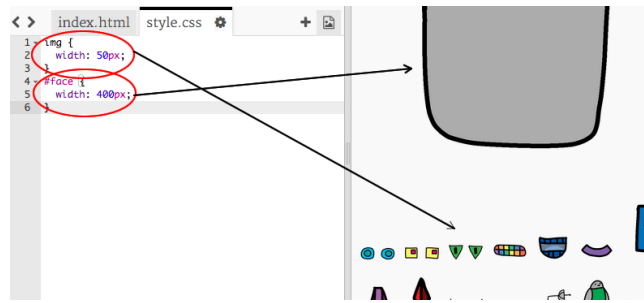 index.html style.css
1 img {
2 width: 50px;
3 }
4 #face {
5 width: 400px;
6 }